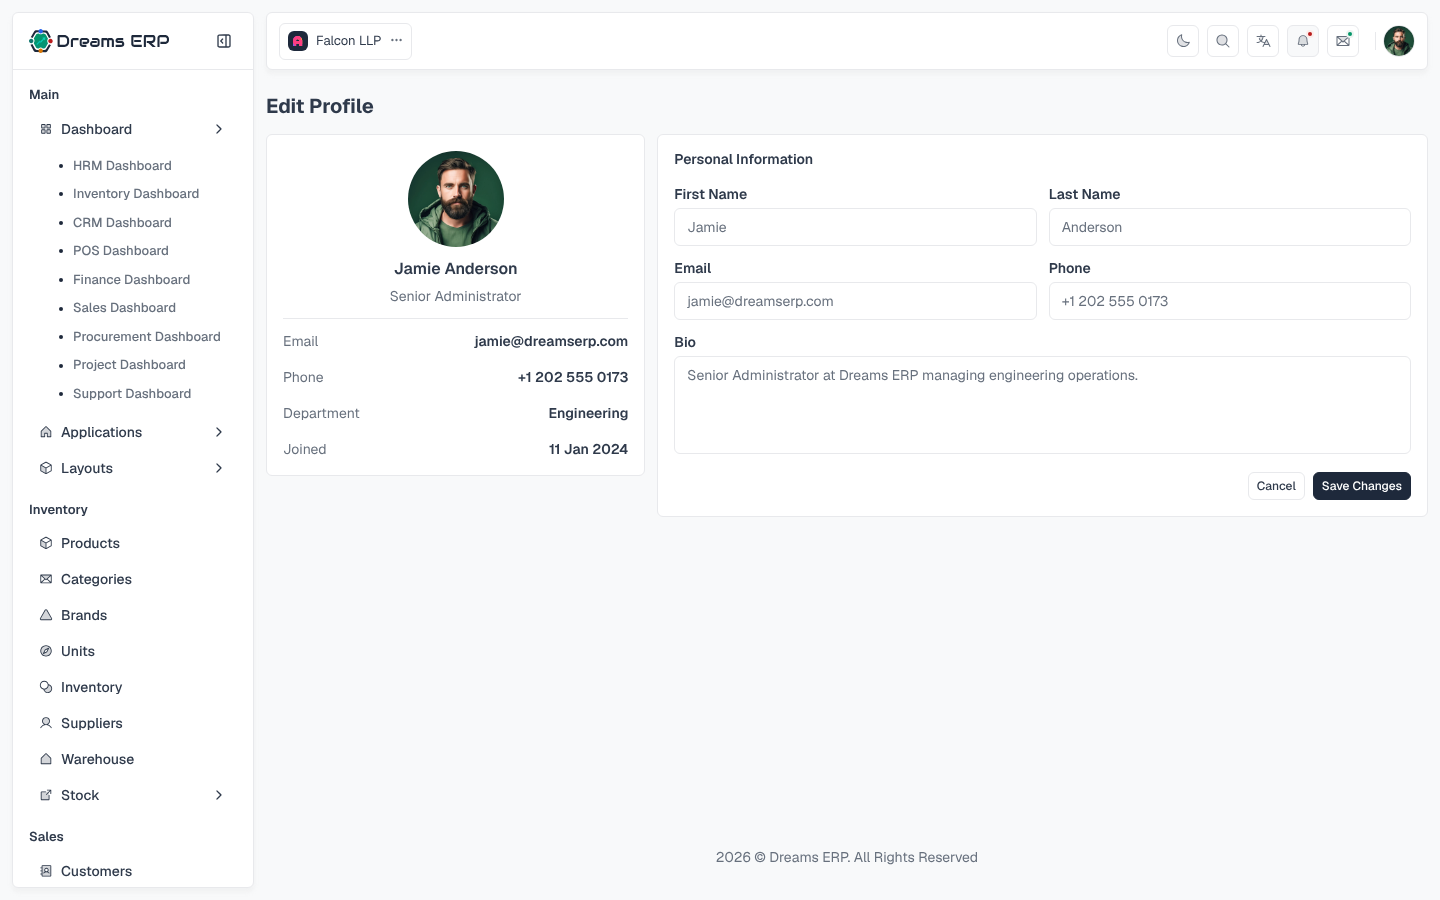 Dreams ERP
Main
Dashboard
HRM Dashboard
Inventory Dashboard
CRM Dashboard
POS Dashboard
Finance Dashboard
Sales Dashboard
Procurement Dashboard
Project Dashboard
Support Dashboard
Applications
Layouts
Inventory
Products
Categories
Brands
Units
Inventory
Suppliers
Warehouse
Stock
Sales
Customers
Falcon LLP
Edit Profile
Jamie Anderson
Senior Administrator
Email jamie@dreamserp.com
Phone +1 202 555 0173
Department Engineering
Joined 11 Jan 2024
Personal Information
First Name Last Name
Jamie Anderson
Email Phone
jamie@dreamserp.com +1 202 555 0173
Bio
Senior Administrator at Dreams ERP managing engineering operations.
Cancel Save Changes
2026 © Dreams ERP. All Rights Reserved